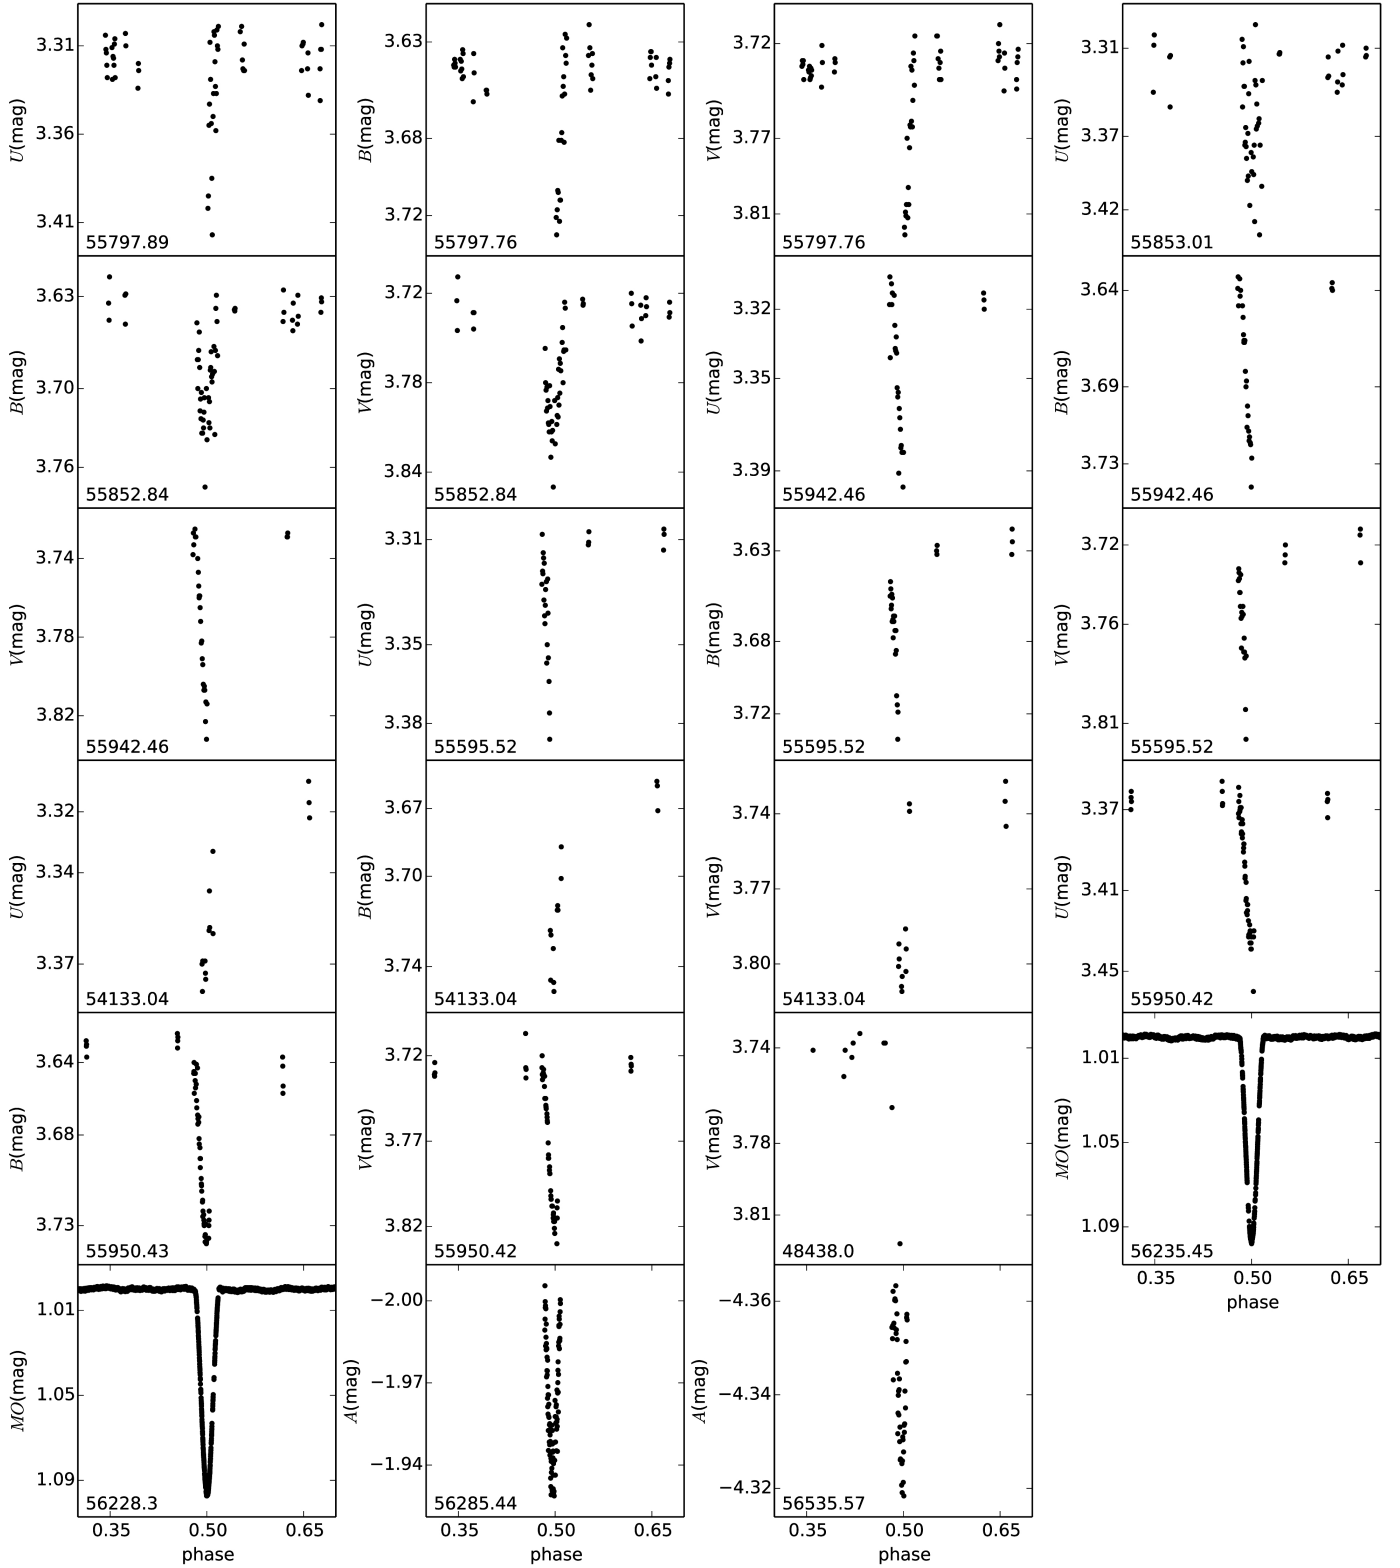 U(mag)
3.31
3.36
3.41
55797.89
B(mag)
3.63
3.68
3.72
55797.76
V(mag)
3.72
3.77
3.81
55797.76
U(mag)
3.31
3.37
3.42
55853.01
B(mag)
3.63
3.70
3.76
55852.84
V(mag)
3.72
3.78
3.84
55852.84
U(mag)
3.32
3.35
3.39
55942.46
B(mag)
3.64
3.69
3.73
55942.46
V(mag)
3.74
3.78
3.82
55942.46
U(mag)
3.31
3.35
3.38
55595.52
B(mag)
3.63
3.68
3.72
55595.52
V(mag)
3.72
3.76
3.81
55595.52
U(mag)
3.32
3.34
3.37
54133.04
B(mag)
3.67
3.70
3.74
54133.04
V(mag)
3.74
3.77
3.80
54133.04
U(mag)
3.37
3.41
3.45
55950.42
B(mag)
3.64
3.68
3.73
55950.43
V(mag)
3.72
3.77
3.82
55950.42
V(mag)
3.74
3.78
3.81
48438.0
MO(mag)
1.01
1.05
1.09
56235.45
0.35 0.50 0.65
phase
MO(mag)
1.01
1.05
1.09
56228.3
0.35 0.50 0.65
phase
A(mag)
−2.00
−1.97
−1.94
56285.44
0.35 0.50 0.65
phase
A(mag)
−4.36
−4.34
−4.32
56535.57
0.35 0.50 0.65
phase